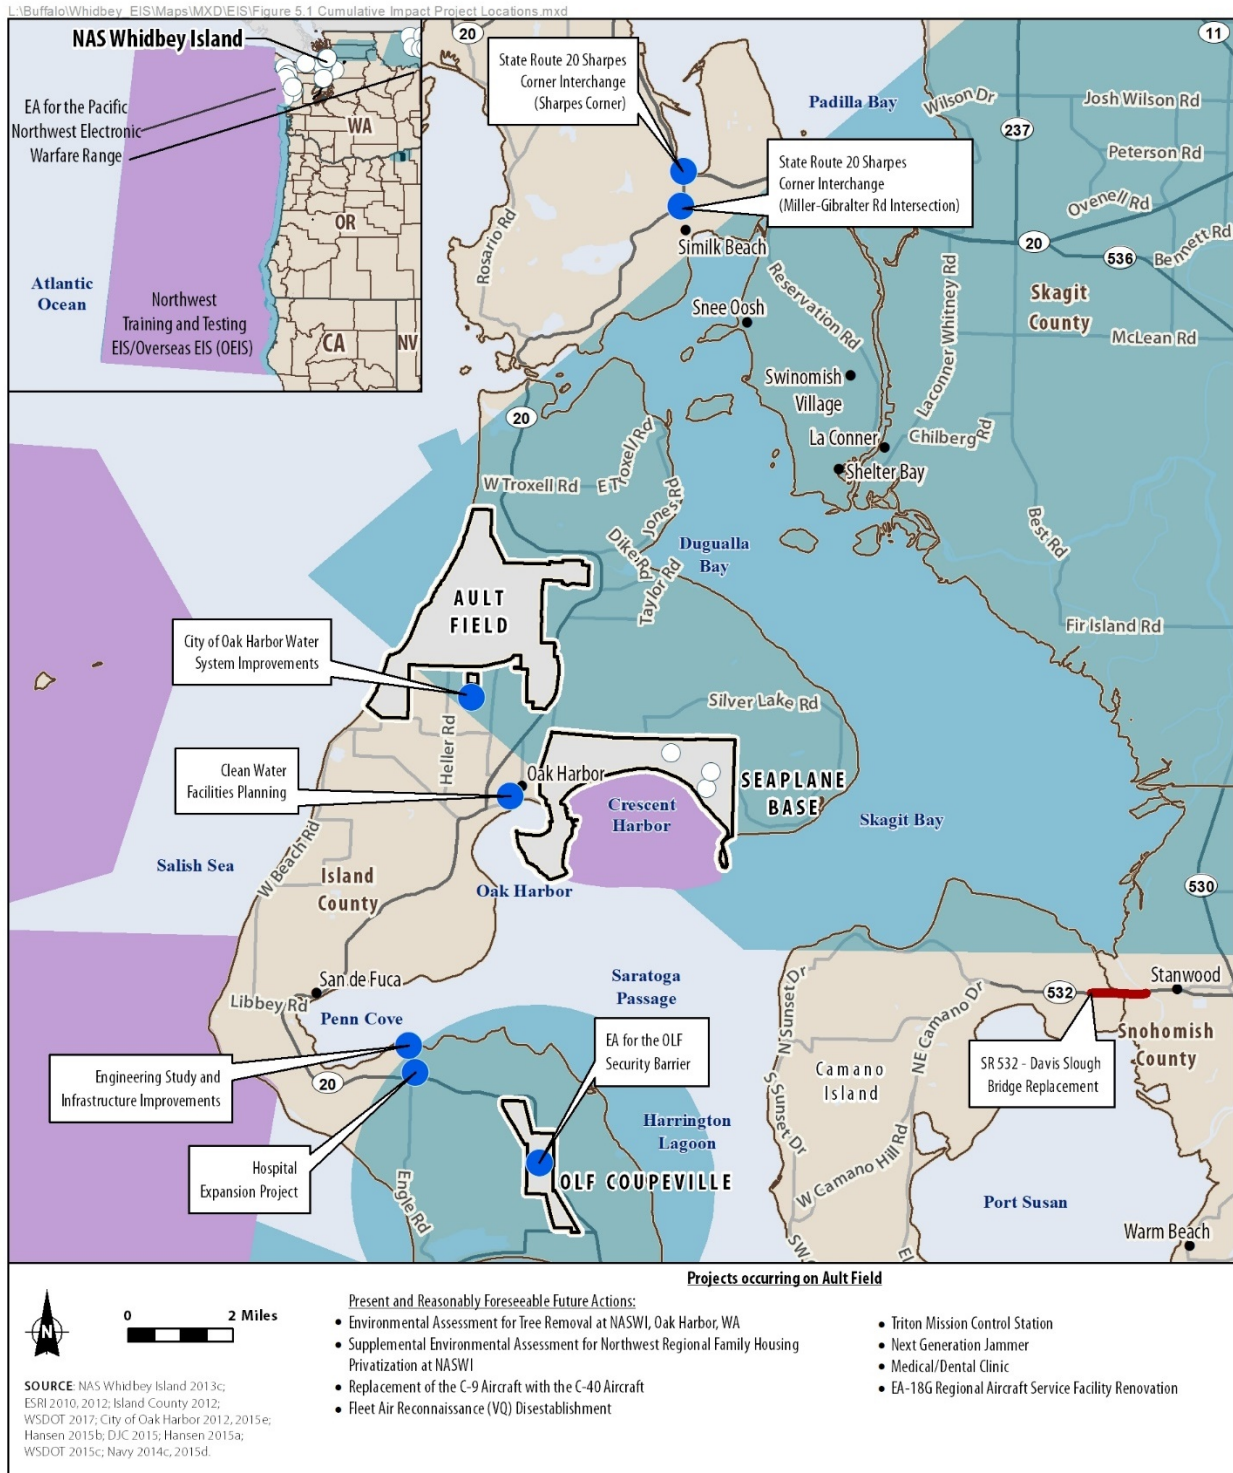 L:\Buffalo\Whidbey_EIS\Maps\MXD\EIS\Figure 5.1 Cumulative Impact Project Locations.mxd
NAS Whidbey Island
EA for the Pacific
Northwest Electronic
Warfare Range
WA
OR
CA
NV
Atlantic
Ocean
Northwest
Training and Testing
EIS/Overseas EIS (OEIS)
20
State Route 20 Sharpes
Corner Interchange
(Sharpes Corner)
Padilla Bay
Wilson Dr
Josh Wilson Rd
11
237
Peterson Rd
State Route 20 Sharpes
Corner Interchange
(Miller-Gibralter Rd Intersection)
Ovenell Rd
Bennett Rd
20
536
Rosario Rd
Similk Beach
Reservation Rd
Snee Oosh
Laconner Whitney Rd
Skagit
County
McLean Rd
Swinomish
Village
20
La Conner
Chilberg Rd
Shelter Bay
W Troxell Rd
E Troxell Rd
Jones Rd
Best Rd
Dike Rd
Dugualla
Bay
Taylor Rd
AULT
FIELD
Fir Island Rd
City of Oak Harbor Water
System Improvements
Heller Rd
Silver Lake Rd
Clean Water
Facilities Planning
Oak Harbor
SEAPLANE
BASE
Crescent
Harbor
Skagit Bay
W Beach Rd
Salish Sea
Island
County
Oak Harbor
530
San de Fuca
Libbey Rd
Saratoga
Passage
N Sunset Dr
NE Camano Dr
532
Stanwood
Penn Cove
Snohomish
County
EA for the OLF
Security Barrier
Engineering Study and
Infrastructure Improvements
20
SR 532 - Davis Slough
Bridge Replacement
Camano
Island
S Sunset Dr
Harrington
Lagoon
Hospital
Expansion Project
OLF COUPEVILLE
Engle Rd
W Camano Hill Rd
Port Susan
Warm Beach
SW S
El
Projects occurring on Ault Field
N
0 2 Miles
SOURCE: NAS Whidbey Island 2013c;
ESRI 2010, 2012; Island County 2012;
WSDOT 2017; City of Oak Harbor 2012, 2015e;
Hansen 2015b; DJC 2015; Hansen 2015a;
WSDOT 2015c; Navy 2014c, 2015d.
Present and Reasonably Foreseeable Future Actions:
• Environmental Assessment for Tree Removal at NASWI, Oak Harbor, WA
• Supplemental Environmental Assessment for Northwest Regional Family Housing
Privatization at NASWI
• Replacement of the C-9 Aircraft with the C-40 Aircraft
• Fleet Air Reconnaissance (VQ) Disestablishment
• Triton Mission Control Station
• Next Generation Jammer
• Medical/Dental Clinic
• EA-18G Regional Aircraft Service Facility Renovation